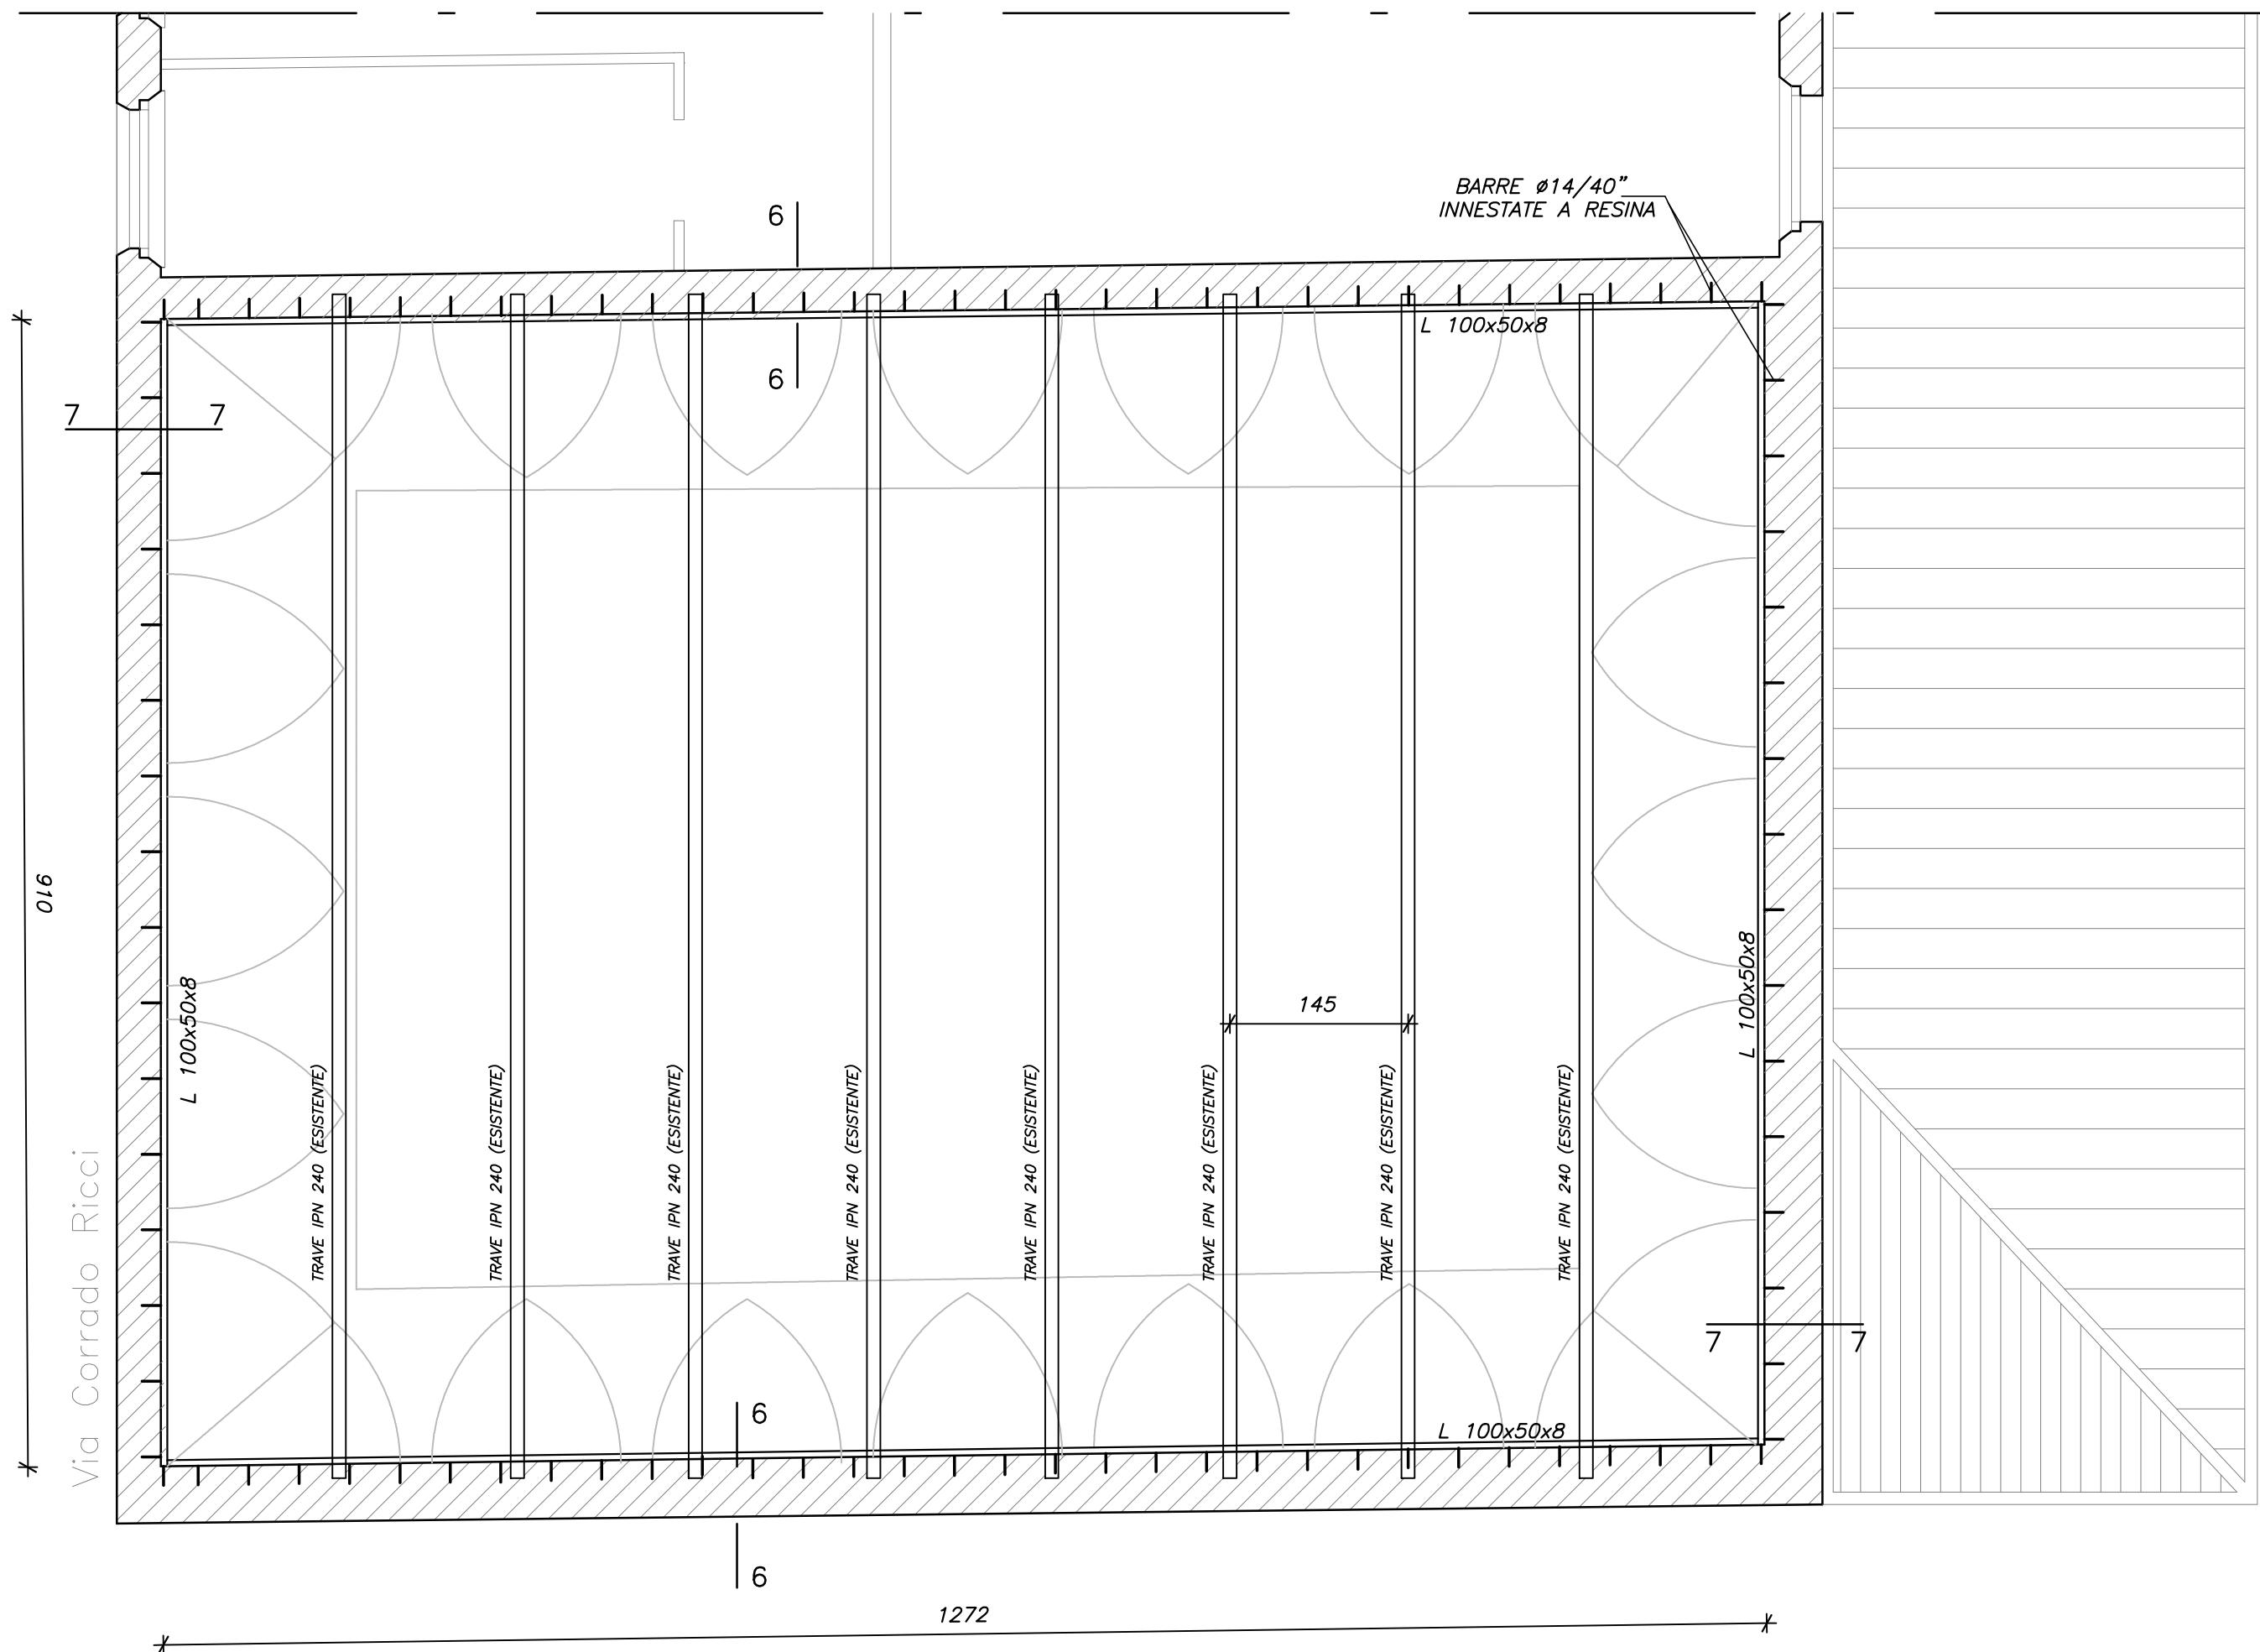 BARRE ø14/40"
INNESTATE A RESINA
6
L 100x50x8
6
7 7
910
L 100x50x8
L 100x50x8
145
TRAVE IPN 240 (ESISTENTE)
TRAVE IPN 240 (ESISTENTE)
TRAVE IPN 240 (ESISTENTE)
TRAVE IPN 240 (ESISTENTE)
TRAVE IPN 240 (ESISTENTE)
TRAVE IPN 240 (ESISTENTE)
TRAVE IPN 240 (ESISTENTE)
TRAVE IPN 240 (ESISTENTE)
Via Corrado Ricci
7 7
6
L 100x50x8
6
1272